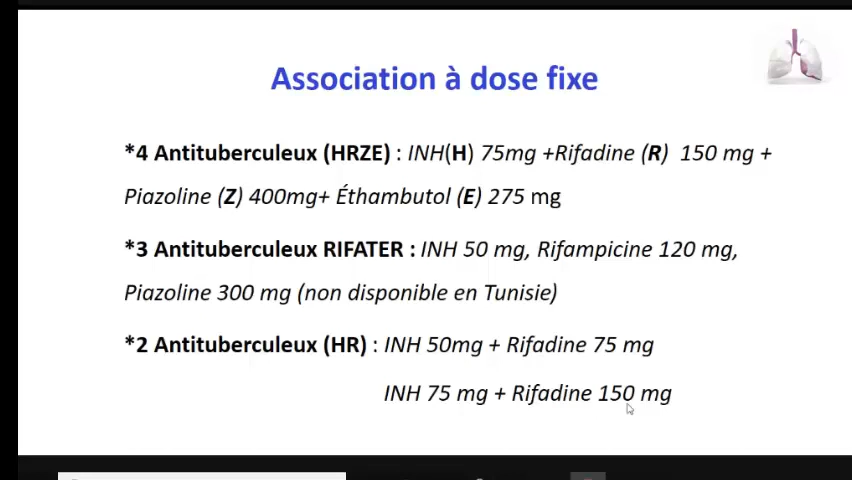 Association à dose fixe
*4 Antituberculeux (HRZE) : INH(H) 75mg +Rifadine (R) 150 mg +
Piazoline (Z) 400mg+ Éthambutol (E) 275 mg
*3 Antituberculeux RIFATER : INH 50 mg, Rifampicine 120 mg,
Piazoline 300 mg (non disponible en Tunisie)
*2 Antituberculeux (HR) : INH 50mg + Rifadine 75 mg
INH 75 mg + Rifadine 150 mg